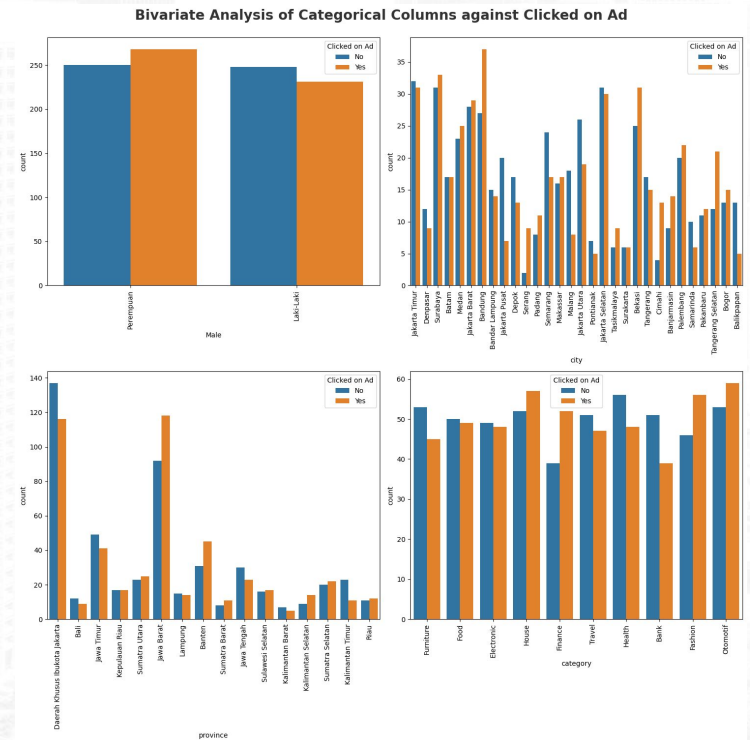 Bivariate Analysis of Categorical Columns against Clicked on Ad
Clicked on Ad
No
Yes
250
200
150
100
50
0
count
Perempuan
Laki-Laki
Male
Clicked on Ad
No
Yes
35
30
25
20
15
10
5
0
count
Jakarta Timur
Denpasar
Surabaya
Batam
Medan
Jakarta Barat
Bandung
Bandar Lampung
Jakarta Pusat
Depok
Serang
Padang
Semarang
Makassar
Malang
Jakarta Utara
Pontianak
Jakarta Selatan
Tasikmalaya
Surakarta
Bekasi
Tangerang
Cimahi
Banjarmasin
Palembang
Samarinda
Pekanbaru
Tangerang Selatan
Bogor
Balikpapan
city
Clicked on Ad
No
Yes
140
120
100
80
60
40
20
0
count
Daerah Khusus Ibukota Jakarta
Bali
Jawa Timur
Kepulauan Riau
Sumatra Utara
Jawa Barat
Lampung
Banten
Sumatra Barat
Jawa Tengah
Sulawesi Selatan
Kalimantan Barat
Kalimantan Selatan
Sumatra Selatan
Kalimantan Timur
Riau
province
Clicked on Ad
No
Yes
60
50
40
30
20
10
0
count
Furniture
Food
Electronic
House
Finance
Travel
Health
Bank
Fashion
Otomotif
category